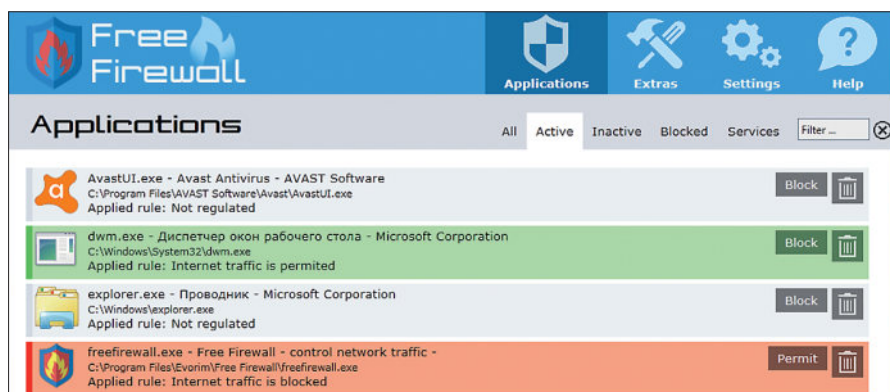 Free
Firewall
Applications
Extras
Settings
Help
Applications
All
Active
Inactive
Blocked
Services
Filter ...
AvastUI.exe - Avast Antivirus - AVAST Software
C:\Program Files\AVAST Software\Avast\AvastUI.exe
Applied rule: Not regulated
Block
dwm.exe - Диспетчер окон рабочего стола - Microsoft Corporation
C:\Windows\System32\dwm.exe
Applied rule: Internet traffic is permited
Block
explorer.exe - Проводник - Microsoft Corporation
C:\Windows\explorer.exe
Applied rule: Not regulated
Block
freefirewall.exe - Free Firewall - control network traffic -
C:\Program Files\Evorim\Free Firewall\freefirewall.exe
Applied rule: Internet traffic is blocked
Permit